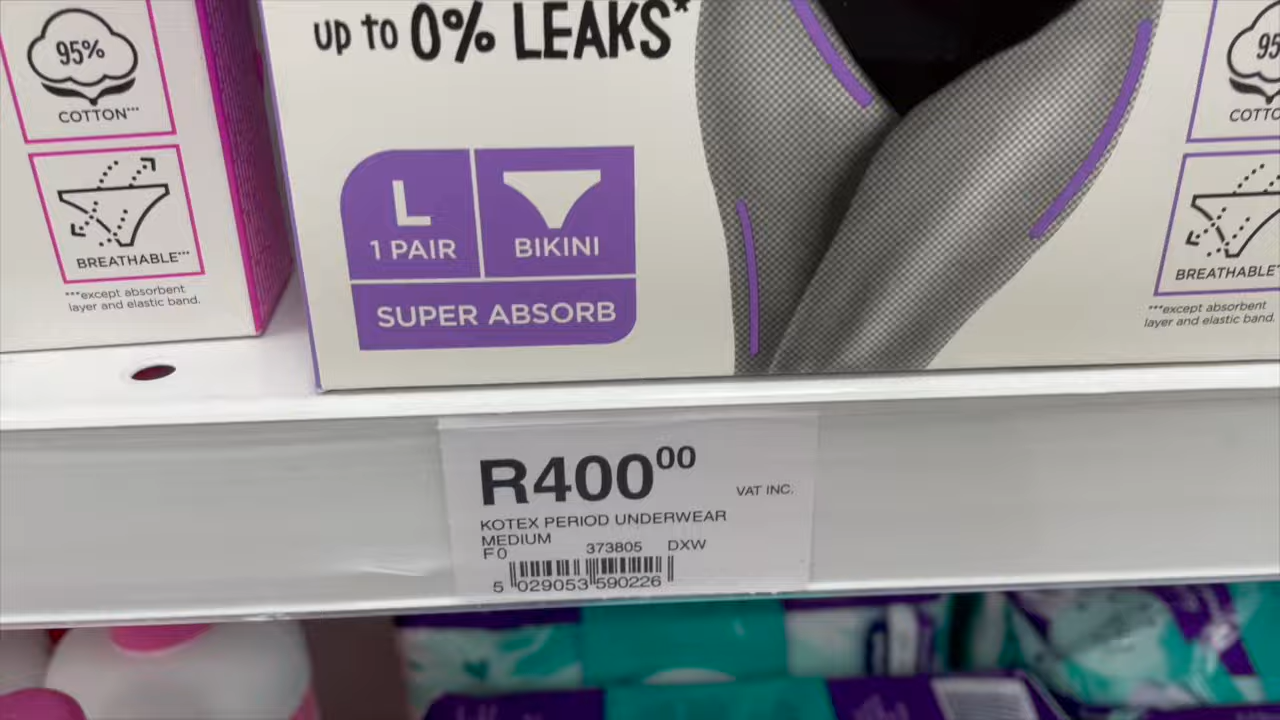 95%
COTTON***
BREATHABLE***
***except absorbent
layer and elastic band.
up to 0% LEAKS*
L
1 PAIR
BIKINI
SUPER ABSORB
95
COTTO
BREATHABLE*
***except absorbent
layer and elastic band.
R400 00
VAT INC.
KOTEX PERIOD UNDERWEAR
MEDIUM
F0 373805 DXW
5 029053 590226